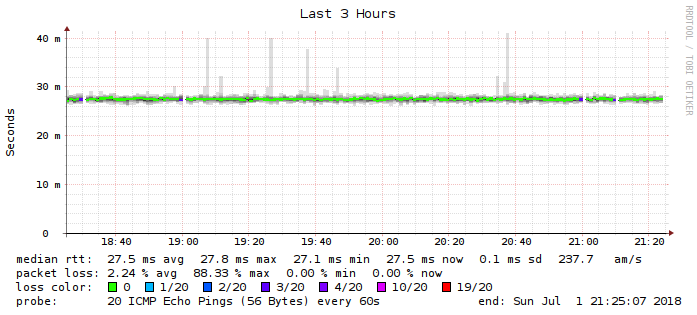 Last 3 Hours
RRDTOOL / TOBI OETIKER
Seconds
40 m
30 m
20 m
10 m
0
18:40 19:00 19:20 19:40 20:00 20:20 20:40 21:00 21:20
median rtt: 27.5 ms avg 27.8 ms max 27.1 ms min 27.5 ms now 0.1 ms sd 237.7 am/s
packet loss: 2.24 % avg 88.33 % max 0.00 % min 0.00 % now
loss color: 0 1/20 2/20 3/20 4/20 10/20 19/20
probe: 20 ICMP Echo Pings (56 Bytes) every 60s end: Sun Jul 1 21:25:07 2018